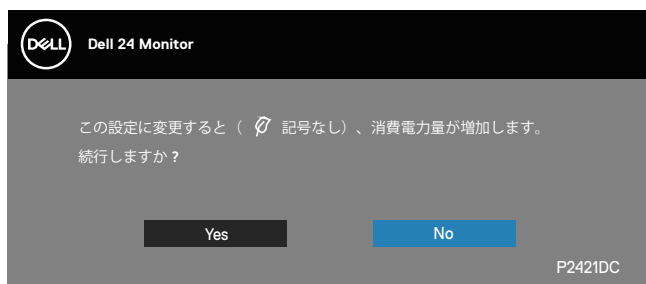 DELL
Dell 24 Monitor
この設定に変更すると（ 記号なし）、消費電力量が増加します。
続行しますか ?
Yes No
P2421DC